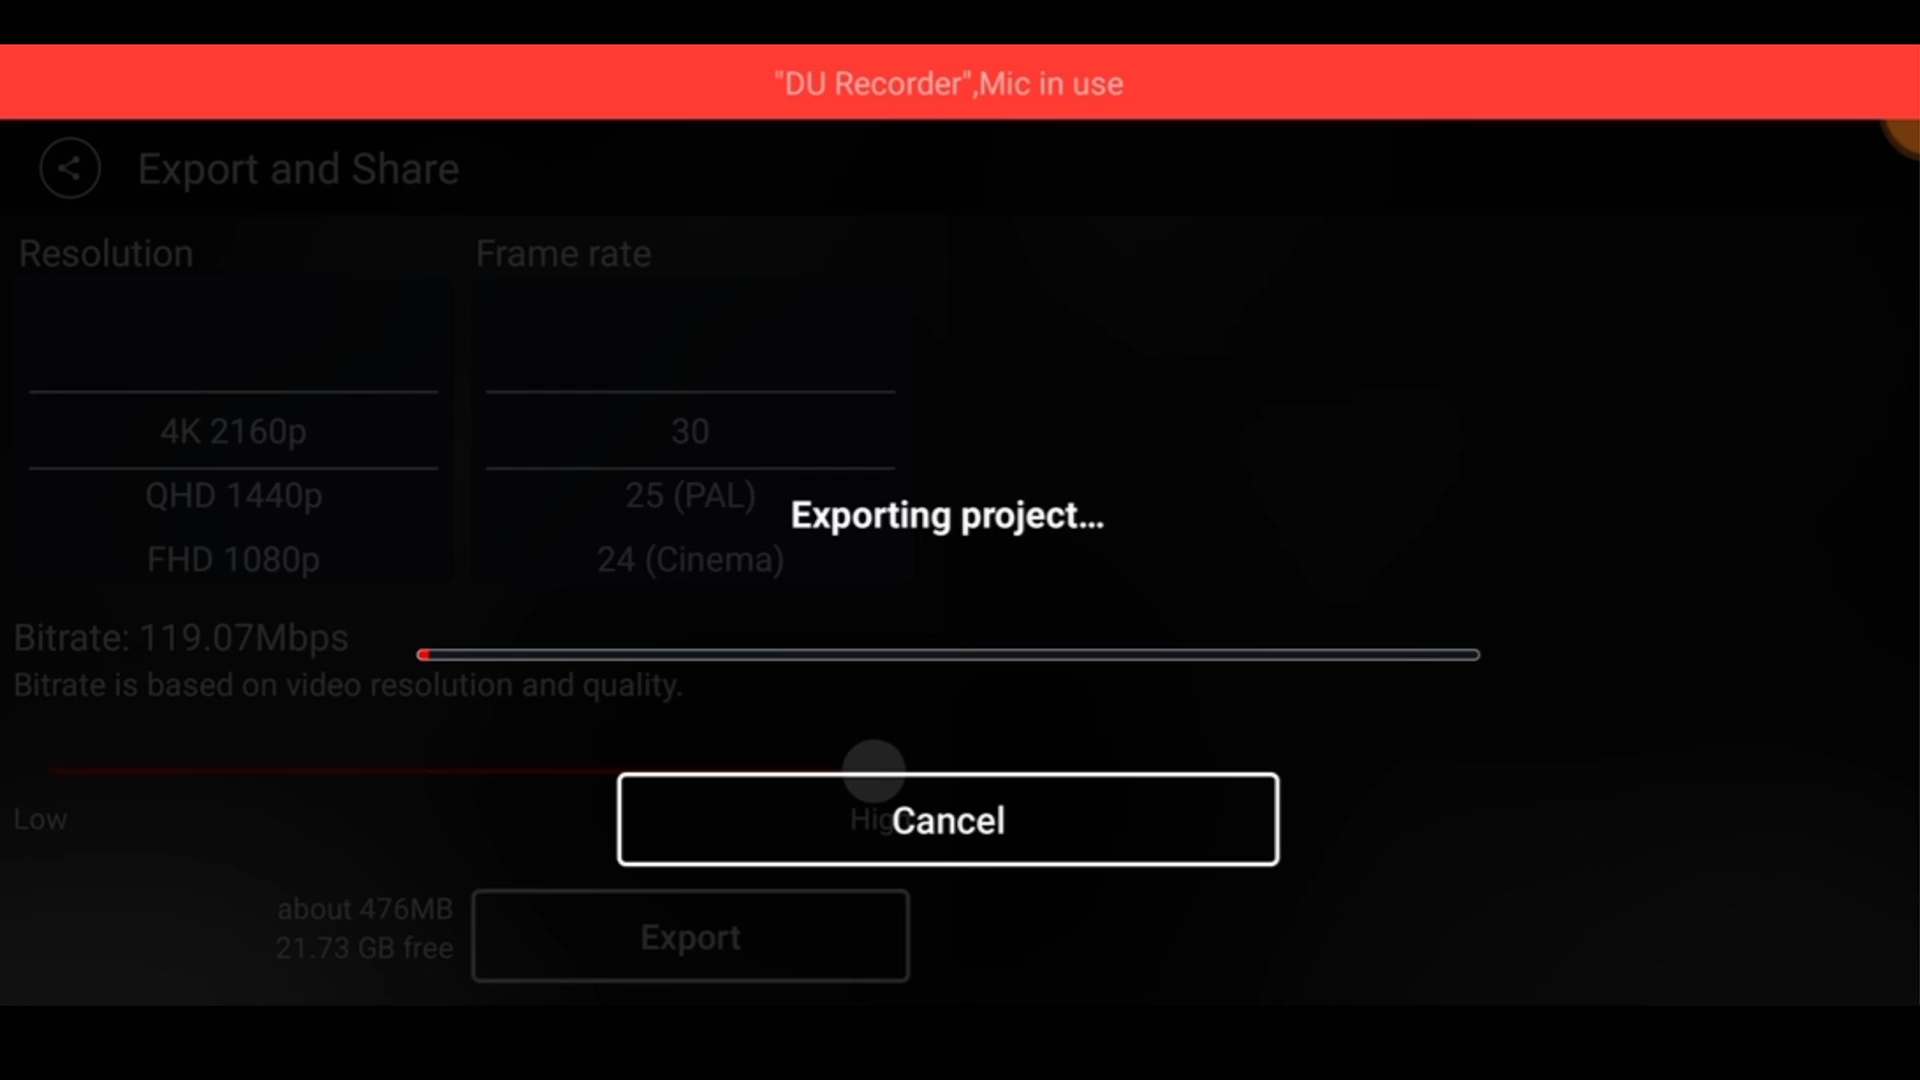 "DU Recorder",Mic in use
Export and Share
Resolution
Frame rate
4K 2160p
30
QHD 1440p
25 (PAL)
FHD 1080p
24 (Cinema)
Exporting project...
Bitrate: 119.07Mbps
Bitrate is based on video resolution and quality.
Low
High
Cancel
about 476MB
21.73 GB free
Export